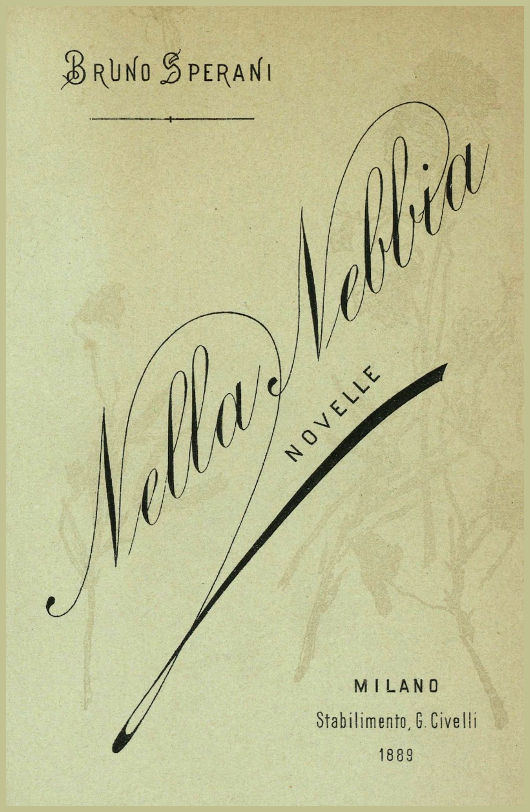 BRUNO SPERANI
Nella Nebbia
NOVELLE
MILANO
Stabilimento, G. Civelli
1889